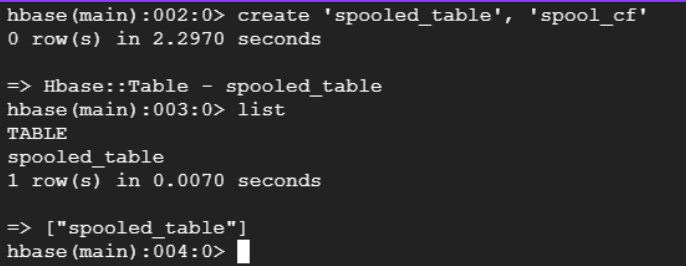 hbase(main):002:0> create 'spooled_table', 'spool_cf'
0 row(s) in 2.2970 seconds
=> Hbase::Table - spooled_table
hbase(main):003:0> list
TABLE
spooled_table
1 row(s) in 0.0070 seconds
=> ["spooled_table"]
hbase(main):004:0>